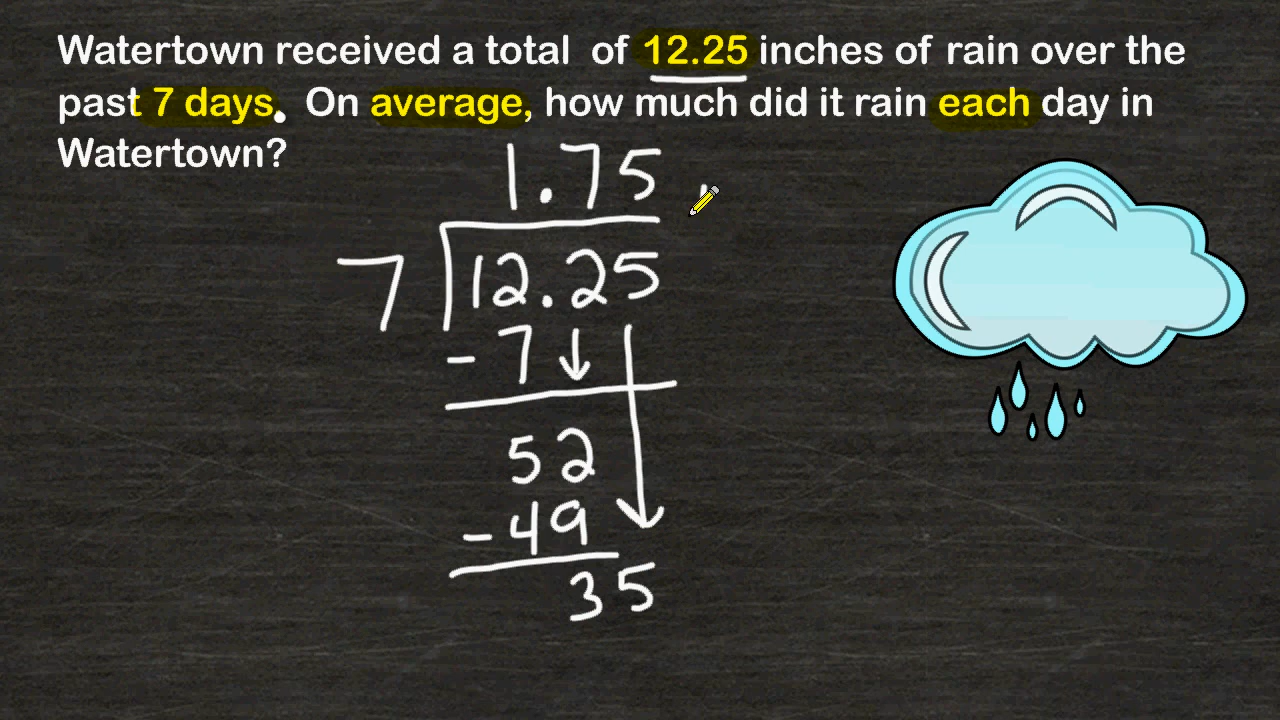 Watertown received a total of 12.25 inches of rain over the
past 7 days. On average, how much did it rain each day in
Watertown?
1.75
7 12.25
- 7
52
- 49
35